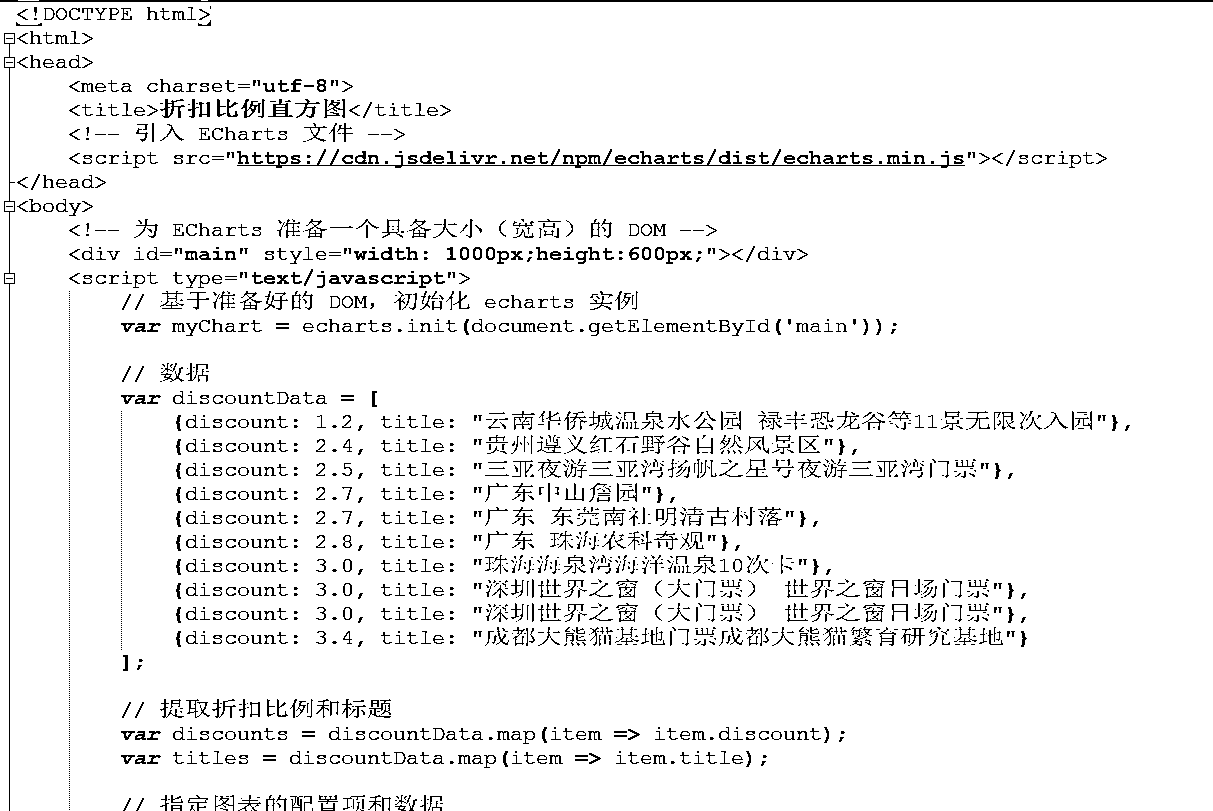 <!DOCTYPE html>
<html>
<head>
    <meta charset="utf-8">
    <title>折扣比例直方图</title>
    <!-- 引入 ECharts 文件 -->
    <script src="https://cdn.jsdelivr.net/npm/echarts/dist/echarts.min.js"></script>
</head>
<body>
    <!-- 为 ECharts 准备一个具备大小（宽高）的 DOM -->
    <div id="main" style="width: 1000px;height:600px;"></div>
    <script type="text/javascript">
        // 基于准备好的 DOM，初始化 echarts 实例
        var myChart = echarts.init(document.getElementById('main'));
        // 数据
        var discountData = [
            {discount: 1.2, title: "云南华侨城温泉水公园 禄丰恐龙谷等11景无限次入园"},
            {discount: 2.4, title: "贵州遵义红石野谷自然风景区"},
            {discount: 2.5, title: "三亚夜游三亚湾扬帆之星号夜游三亚湾门票"},
            {discount: 2.7, title: "广东中山詹园"},
            {discount: 2.7, title: "广东 东莞南社明清古村落"},
            {discount: 2.8, title: "广东 珠海农科奇观"},
            {discount: 3.0, title: "珠海海泉湾海洋温泉10次卡"},
            {discount: 3.0, title: "深圳世界之窗（大门票） 世界之窗日场门票"},
            {discount: 3.0, title: "深圳世界之窗（大门票） 世界之窗日场门票"},
            {discount: 3.4, title: "成都大熊猫基地门票成都大熊猫繁育研究基地"}
        ];
        // 提取折扣比例和标题
        var discounts = discountData.map(item => item.discount);
        var titles = discountData.map(item => item.title);
        // 指定图表的配置项和数据